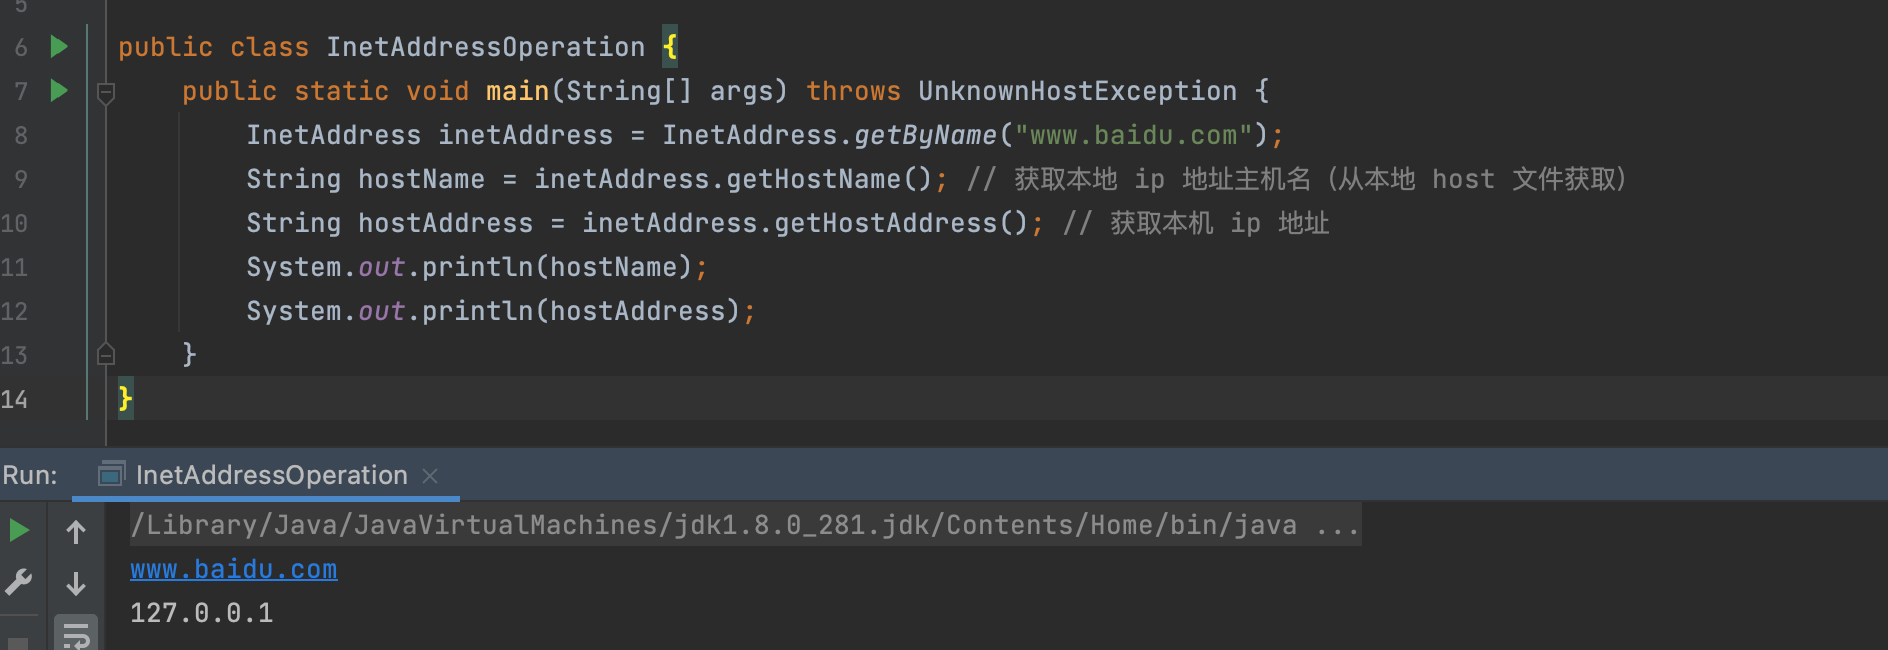 5
6 public class InetAddressOperation {
7 public static void main(String[] args) throws UnknownHostException {
8 InetAddress inetAddress = InetAddress.getByName("www.baidu.com");
9 String hostName = inetAddress.getHostName(); // 获取本地 ip 地址主机名（从本地 host 文件获取）
10 String hostAddress = inetAddress.getHostAddress(); // 获取本机 ip 地址
11 System.out.println(hostName);
12 System.out.println(hostAddress);
13 }
14 }
Run: InetAddressOperation
/Library/Java/JavaVirtualMachines/jdk1.8.0_281.jdk/Contents/Home/bin/java ...
www.baidu.com
127.0.0.1